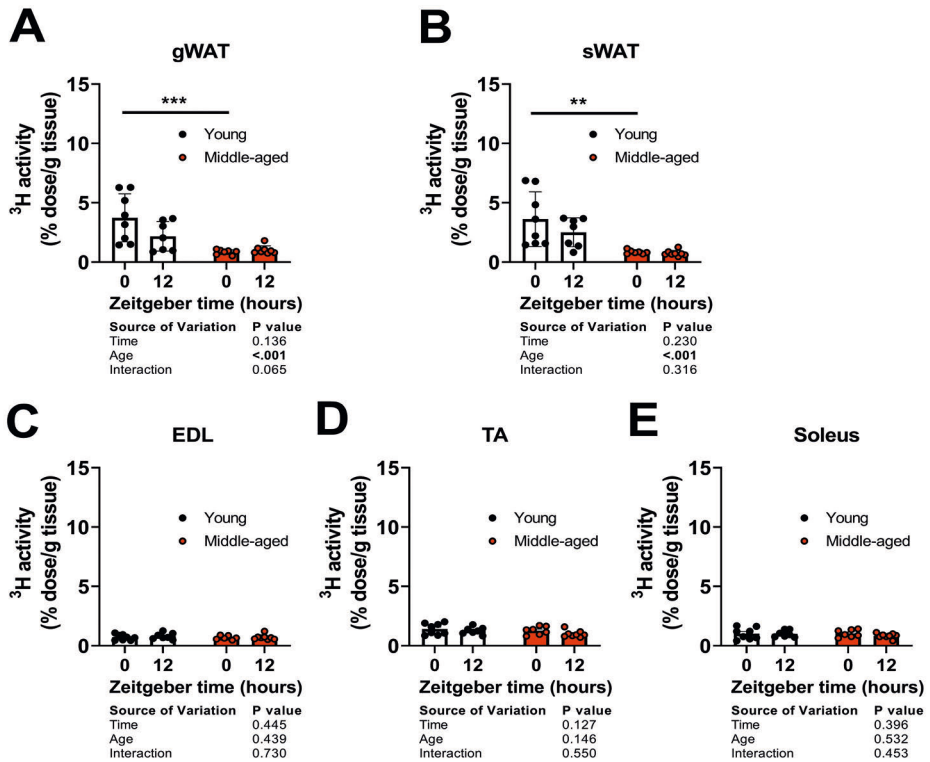 A
gWAT
15
10
5
0
³H activity
(% dose/g tissue)
***
Young
Middle-aged
0 12 0 12
Zeitgeber time (hours)
Source of Variation P value
Time 0.136
Age <.001
Interaction 0.065
B
sWAT
15
10
5
0
³H activity
(% dose/g tissue)
**
Young
Middle-aged
0 12 0 12
Zeitgeber time (hours)
Source of Variation P value
Time 0.230
Age <.001
Interaction 0.316
C
EDL
15
10
5
0
³H activity
(% dose/g tissue)
Young
Middle-aged
0 12 0 12
Zeitgeber time (hours)
Source of Variation P value
Time 0.445
Age 0.439
Interaction 0.730
D
TA
15
10
5
0
³H activity
(% dose/g tissue)
Young
Middle-aged
0 12 0 12
Zeitgeber time (hours)
Source of Variation P value
Time 0.127
Age 0.146
Interaction 0.550
E
Soleus
15
10
5
0
³H activity
(% dose/g tissue)
Young
Middle-aged
0 12 0 12
Zeitgeber time (hours)
Source of Variation P value
Time 0.396
Age 0.532
Interaction 0.453